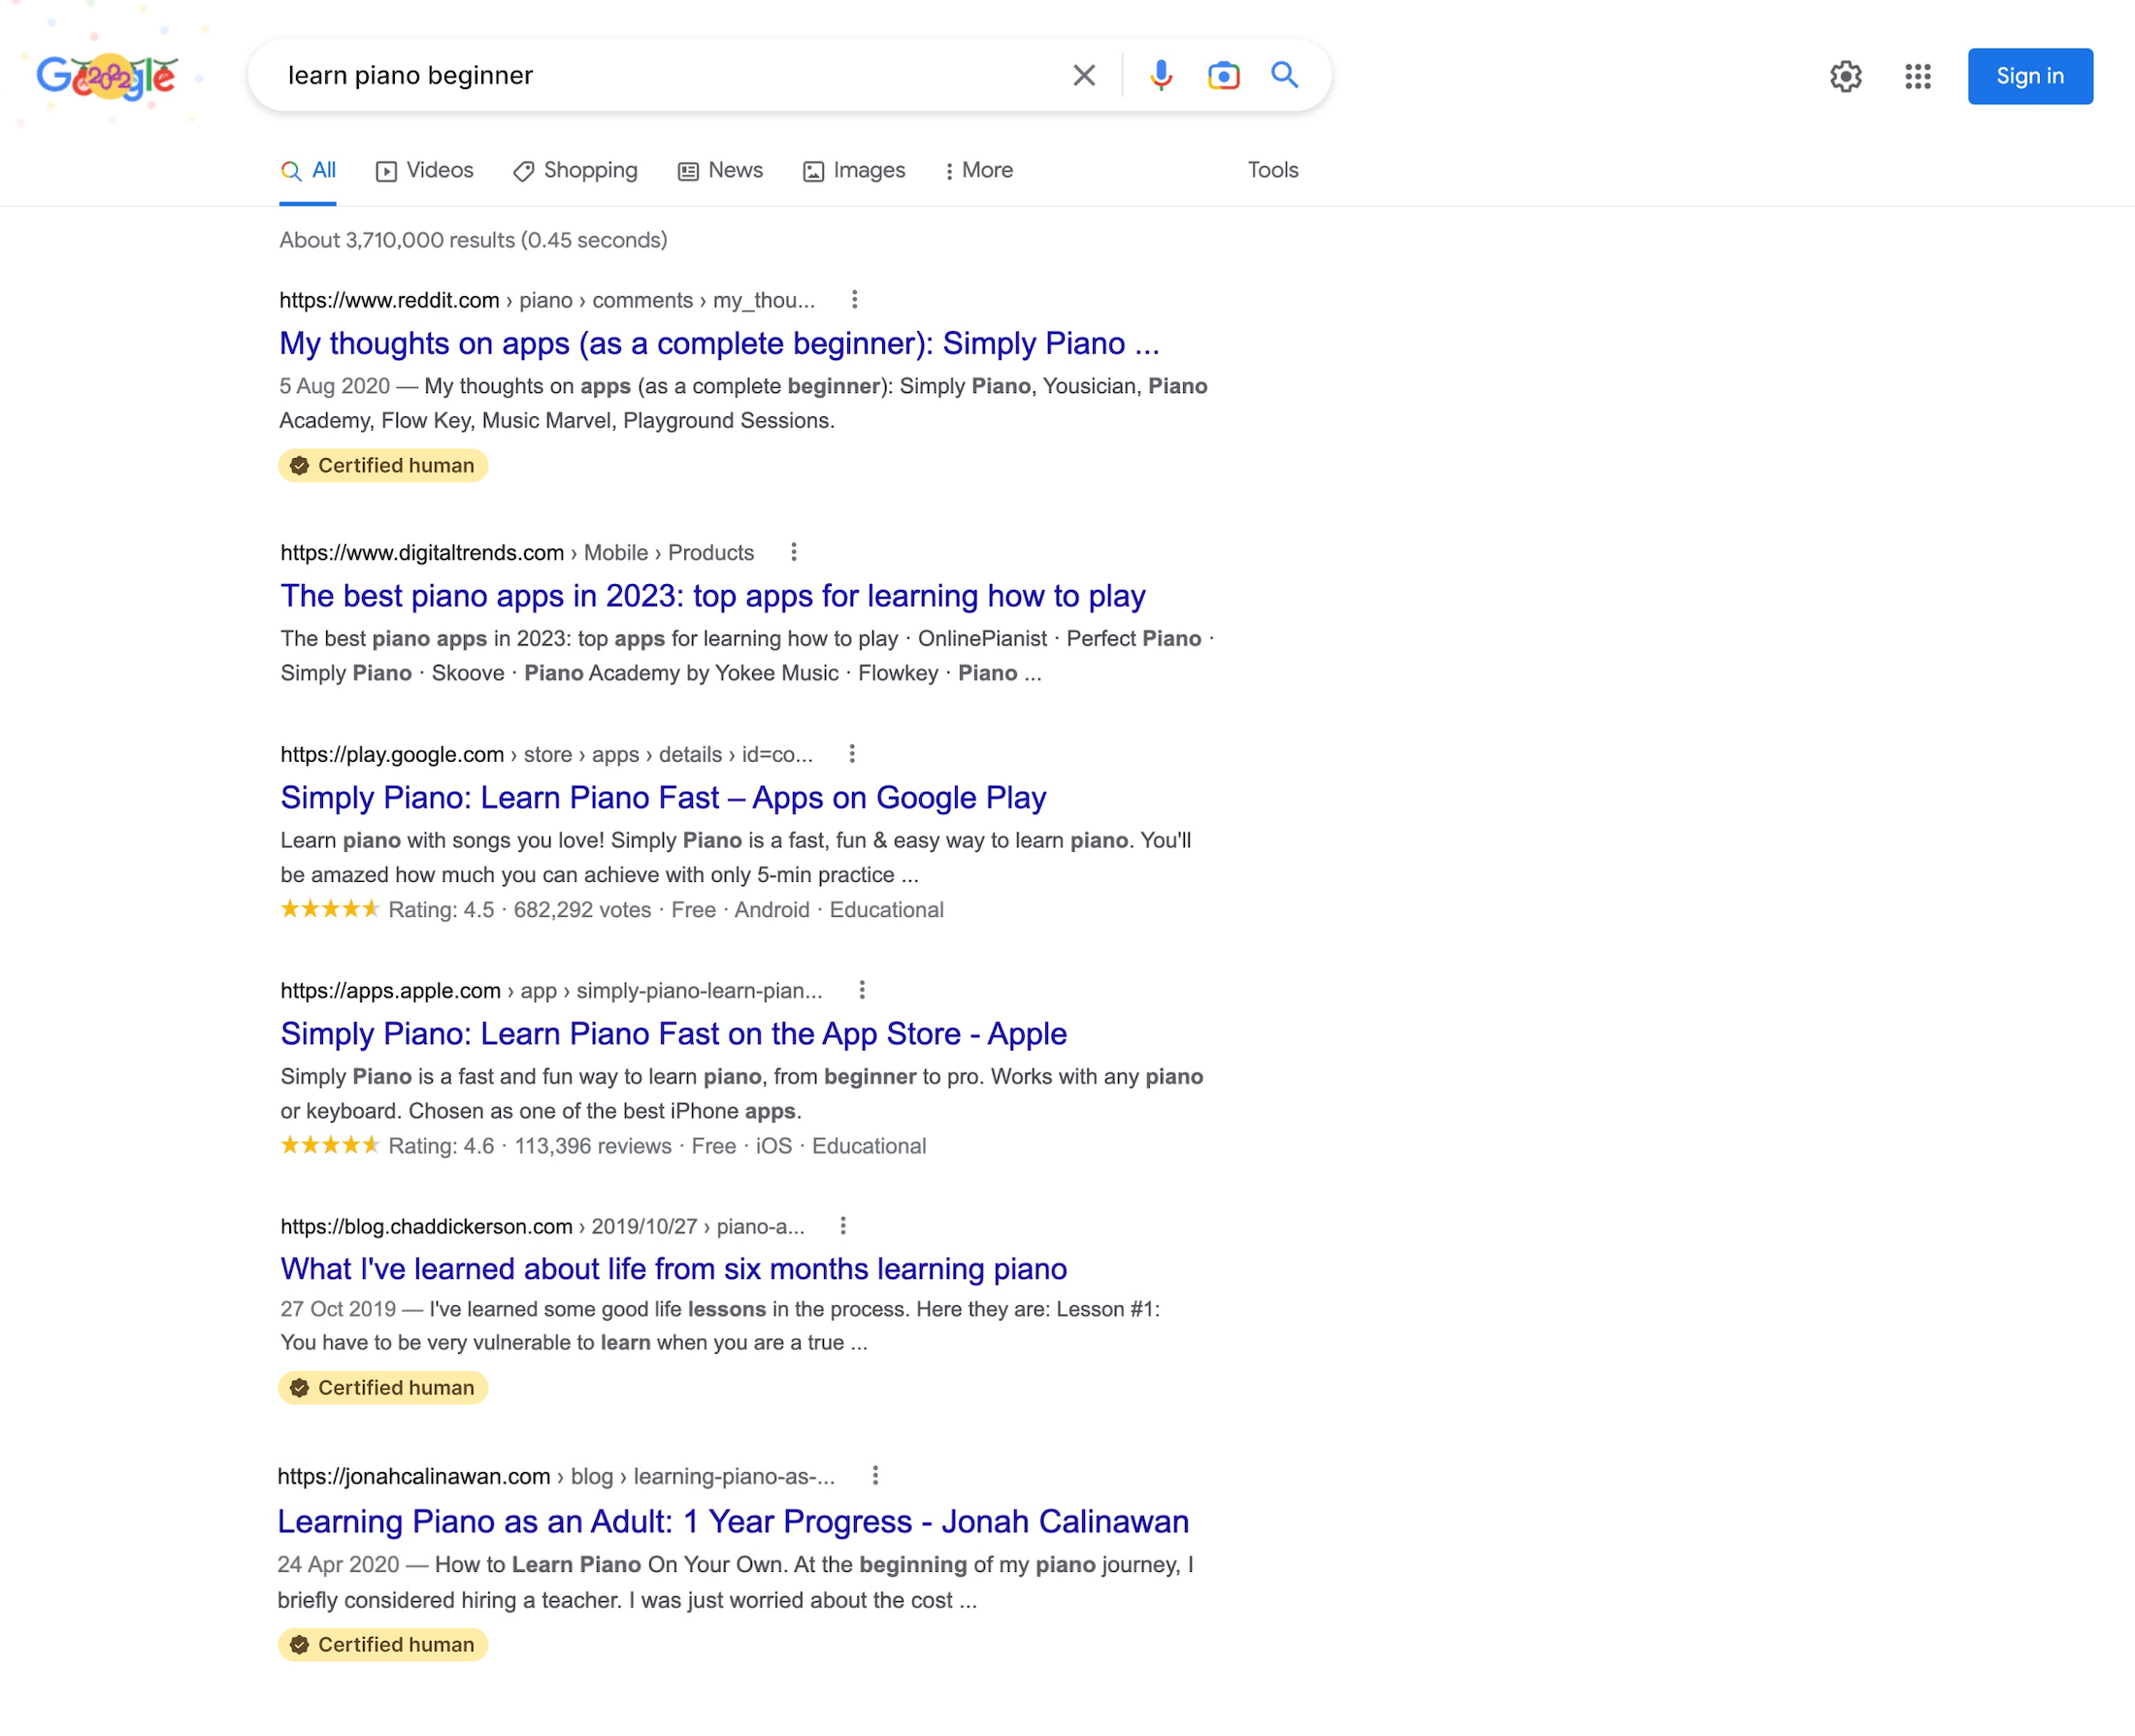 Google 2022
learn piano beginner
Sign in
All
Videos
Shopping
News
Images
More
Tools
About 3,710,000 results (0.45 seconds)
https://www.reddit.com › piano › comments › my_thou...
My thoughts on apps (as a complete beginner): Simply Piano ...
5 Aug 2020 — My thoughts on apps (as a complete beginner): Simply Piano, Yousician, Piano
Academy, Flow Key, Music Marvel, Playground Sessions.
Certified human
https://www.digitaltrends.com › Mobile › Products
The best piano apps in 2023: top apps for learning how to play
The best piano apps in 2023: top apps for learning how to play · OnlinePianist · Perfect Piano ·
Simply Piano · Skoove · Piano Academy by Yokee Music · Flowkey · Piano ...
https://play.google.com › store › apps › details › id=co...
Simply Piano: Learn Piano Fast – Apps on Google Play
Learn piano with songs you love! Simply Piano is a fast, fun & easy way to learn piano. You'll
be amazed how much you can achieve with only 5-min practice ...
Rating: 4.5 · 682,292 votes · Free · Android · Educational
https://apps.apple.com › app › simply-piano-learn-pian...
Simply Piano: Learn Piano Fast on the App Store - Apple
Simply Piano is a fast and fun way to learn piano, from beginner to pro. Works with any piano
or keyboard. Chosen as one of the best iPhone apps.
Rating: 4.6 · 113,396 reviews · Free · iOS · Educational
https://blog.chaddickerson.com › 2019/10/27 › piano-a...
What I've learned about life from six months learning piano
27 Oct 2019 — I've learned some good life lessons in the process. Here they are: Lesson #1:
You have to be very vulnerable to learn when you are a true ...
Certified human
https://jonahcalinawan.com › blog › learning-piano-as-...
Learning Piano as an Adult: 1 Year Progress - Jonah Calinawan
24 Apr 2020 — How to Learn Piano On Your Own. At the beginning of my piano journey, I
briefly considered hiring a teacher. I was just worried about the cost ...
Certified human